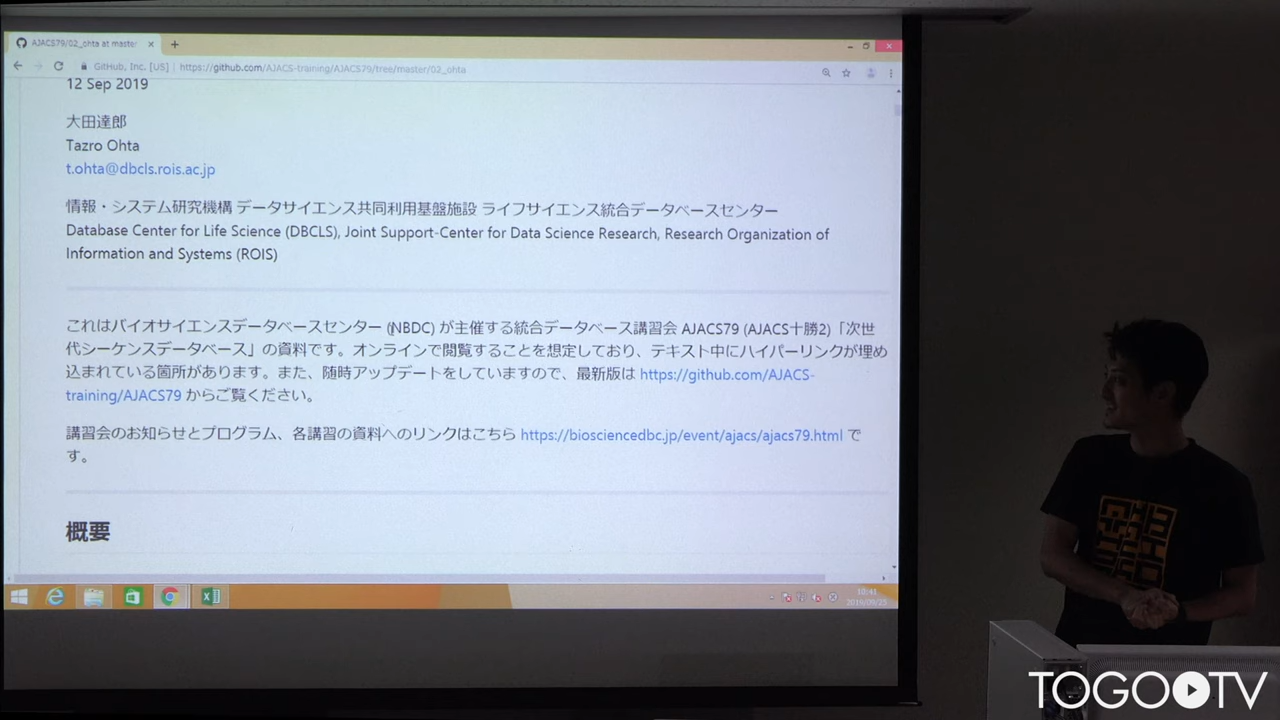 AJACS79/02_ohta at master
GitHub, Inc. [US] | https://github.com/AJACS-training/AJACS79/tree/master/02_ohta
12 Sep 2019
大田達郎
Tazro Ohta
t.ohta@dbcls.rois.ac.jp
情報・システム研究機構 データサイエンス共同利用基盤施設 ライフサイエンス統合データベースセンター
Database Center for Life Science (DBCLS), Joint Support-Center for Data Science Research, Research Organization of
Information and Systems (ROIS)
これはバイオサイエンスデータベースセンター (NBDC) が主催する統合データベース講習会 AJACS79 (AJACS十勝2)「次世
代シーケンスデータベース」の資料です。オンラインで閲覧することを想定しており、テキスト中にハイパーリンクが埋め
込まれている箇所があります。また、随時アップデートをしていますので、最新版は https://github.com/AJACS-
training/AJACS79 からご覧ください。
講習会のお知らせとプログラム、各講習の資料へのリンクはこちら https://biosciencedbc.jp/event/ajacs/ajacs79.html で
す。
概要
10:41
2019/09/25
TOGO TV